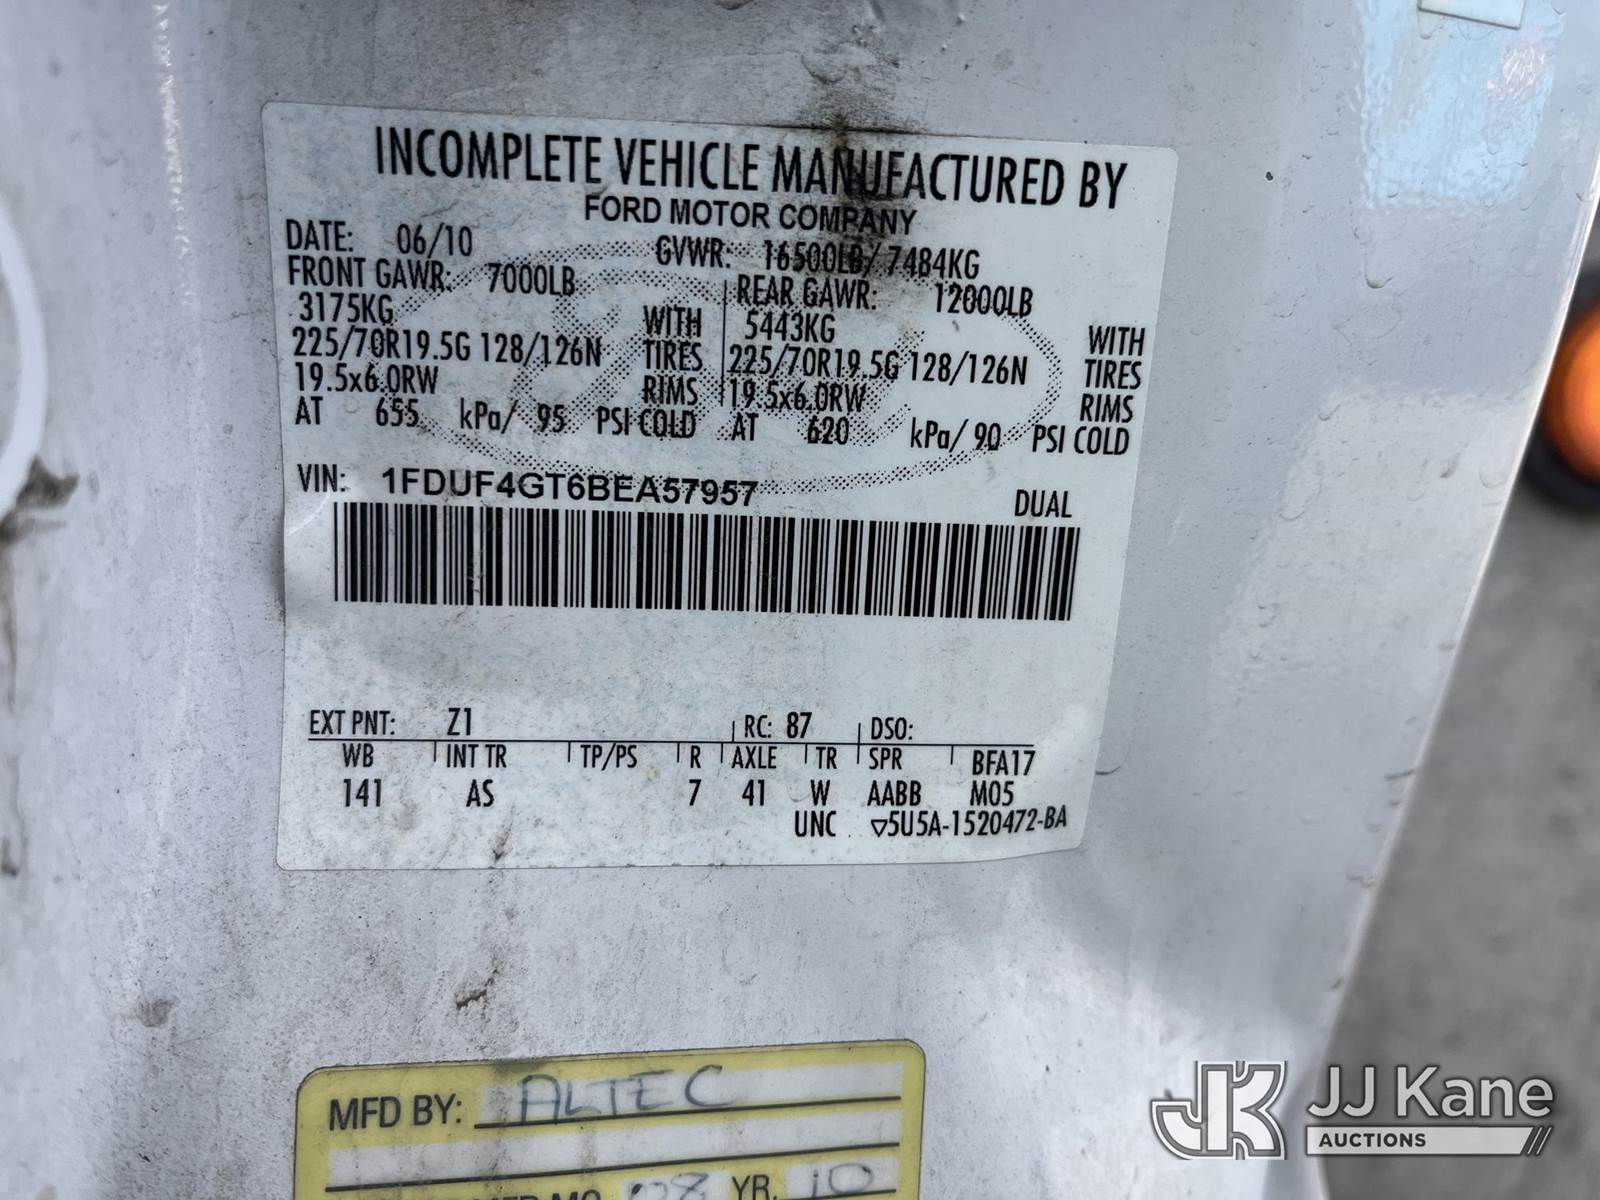 INCOMPLETE VEHICLE MANUFACTURED BY
FORD MOTOR COMPANY
DATE: 06/10 GVWR: 16500LB/ 7484KG
FRONT GAWR: 7000LB REAR GAWR: 12000LB
3175KG WITH 5443KG WITH
225/70R19.5G 128/126N TIRES 225/70R19.5G 128/126N TIRES
19.5x6.0RW RIMS 19.5x6.0RW RIMS
AT 655 kPa/ 95 PSI COLD AT 620 kPa/ 90 PSI COLD
VIN: 1FDUF4GT6BEA57957 DUAL
EXT PNT: Z1 RC: 87 DSO:
WB INT TR TP/PS R AXLE TR SPR BFA17
141 AS 7 41 W AABB M05
UNC ▽5U5A-1520472-BA
MFD BY: ALTEC
MFD MO. 08 YR. 10
JK JJ Kane
AUCTIONS